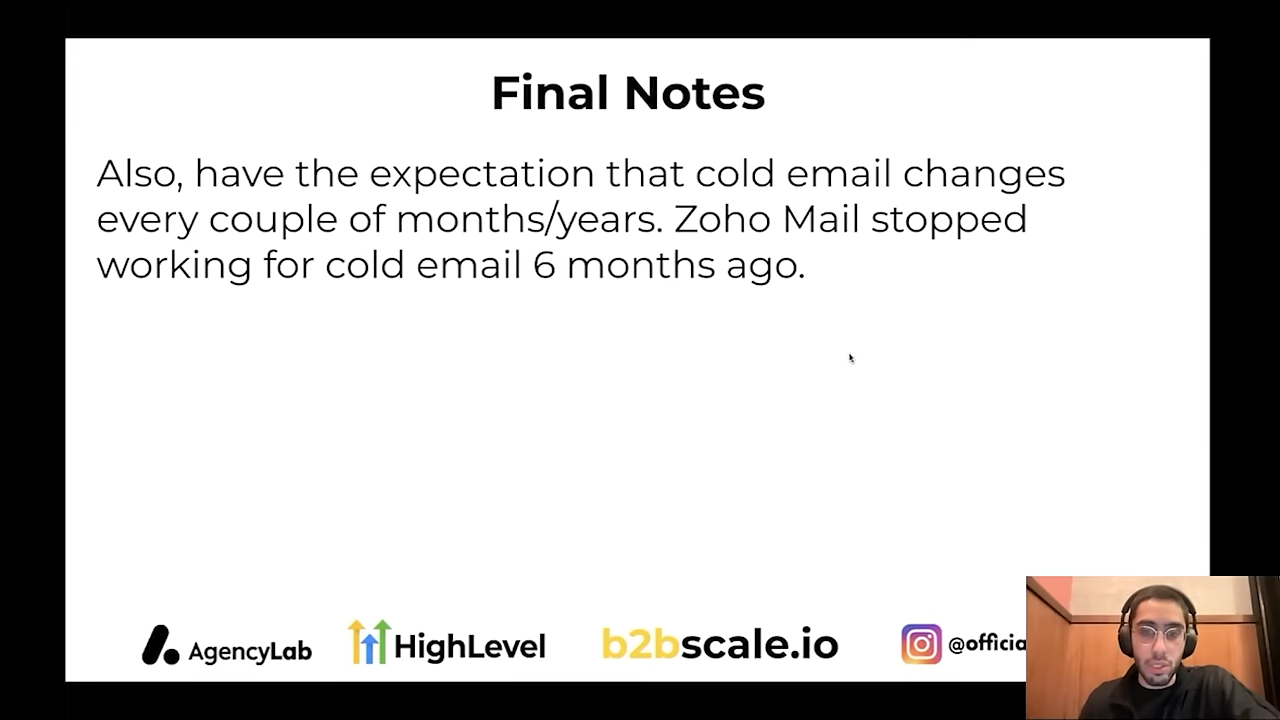 Final Notes
Also, have the expectation that cold email changes
every couple of months/years. Zoho Mail stopped
working for cold email 6 months ago.
AgencyLab
HighLevel
b2bscale.io